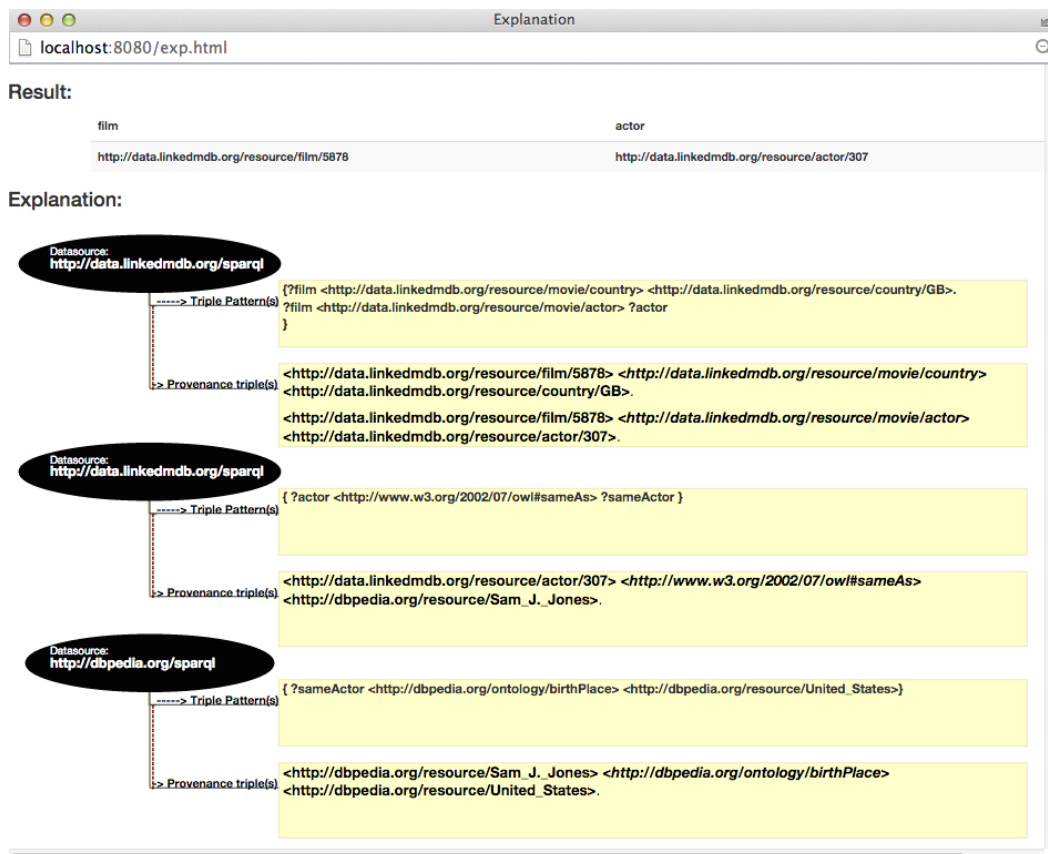 Explanation
localhost:8080/exp.html
Result:
film actor
http://data.linkedmdb.org/resource/film/5878 http://data.linkedmdb.org/resource/actor/307
Explanation:
Datasource:
http://data.linkedmdb.org/sparql
-----> Triple Pattern(s)
{?film <http://data.linkedmdb.org/resource/movie/country> <http://data.linkedmdb.org/resource/country/GB>.
?film <http://data.linkedmdb.org/resource/movie/actor> ?actor
}
-> Provenance triple(s)
<http://data.linkedmdb.org/resource/film/5878> <http://data.linkedmdb.org/resource/movie/country>
<http://data.linkedmdb.org/resource/country/GB>.
<http://data.linkedmdb.org/resource/film/5878> <http://data.linkedmdb.org/resource/movie/actor>
<http://data.linkedmdb.org/resource/actor/307>.
Datasource:
http://data.linkedmdb.org/sparql
-----> Triple Pattern(s)
{ ?actor <http://www.w3.org/2002/07/owl#sameAs> ?sameActor }
-> Provenance triple(s)
<http://data.linkedmdb.org/resource/actor/307> <http://www.w3.org/2002/07/owl#sameAs>
<http://dbpedia.org/resource/Sam_J._Jones>.
Datasource:
http://dbpedia.org/sparql
-----> Triple Pattern(s)
{ ?sameActor <http://dbpedia.org/ontology/birthPlace> <http://dbpedia.org/resource/United_States>}
-> Provenance triple(s)
<http://dbpedia.org/resource/Sam_J._Jones> <http://dbpedia.org/ontology/birthPlace>
<http://dbpedia.org/resource/United_States>.